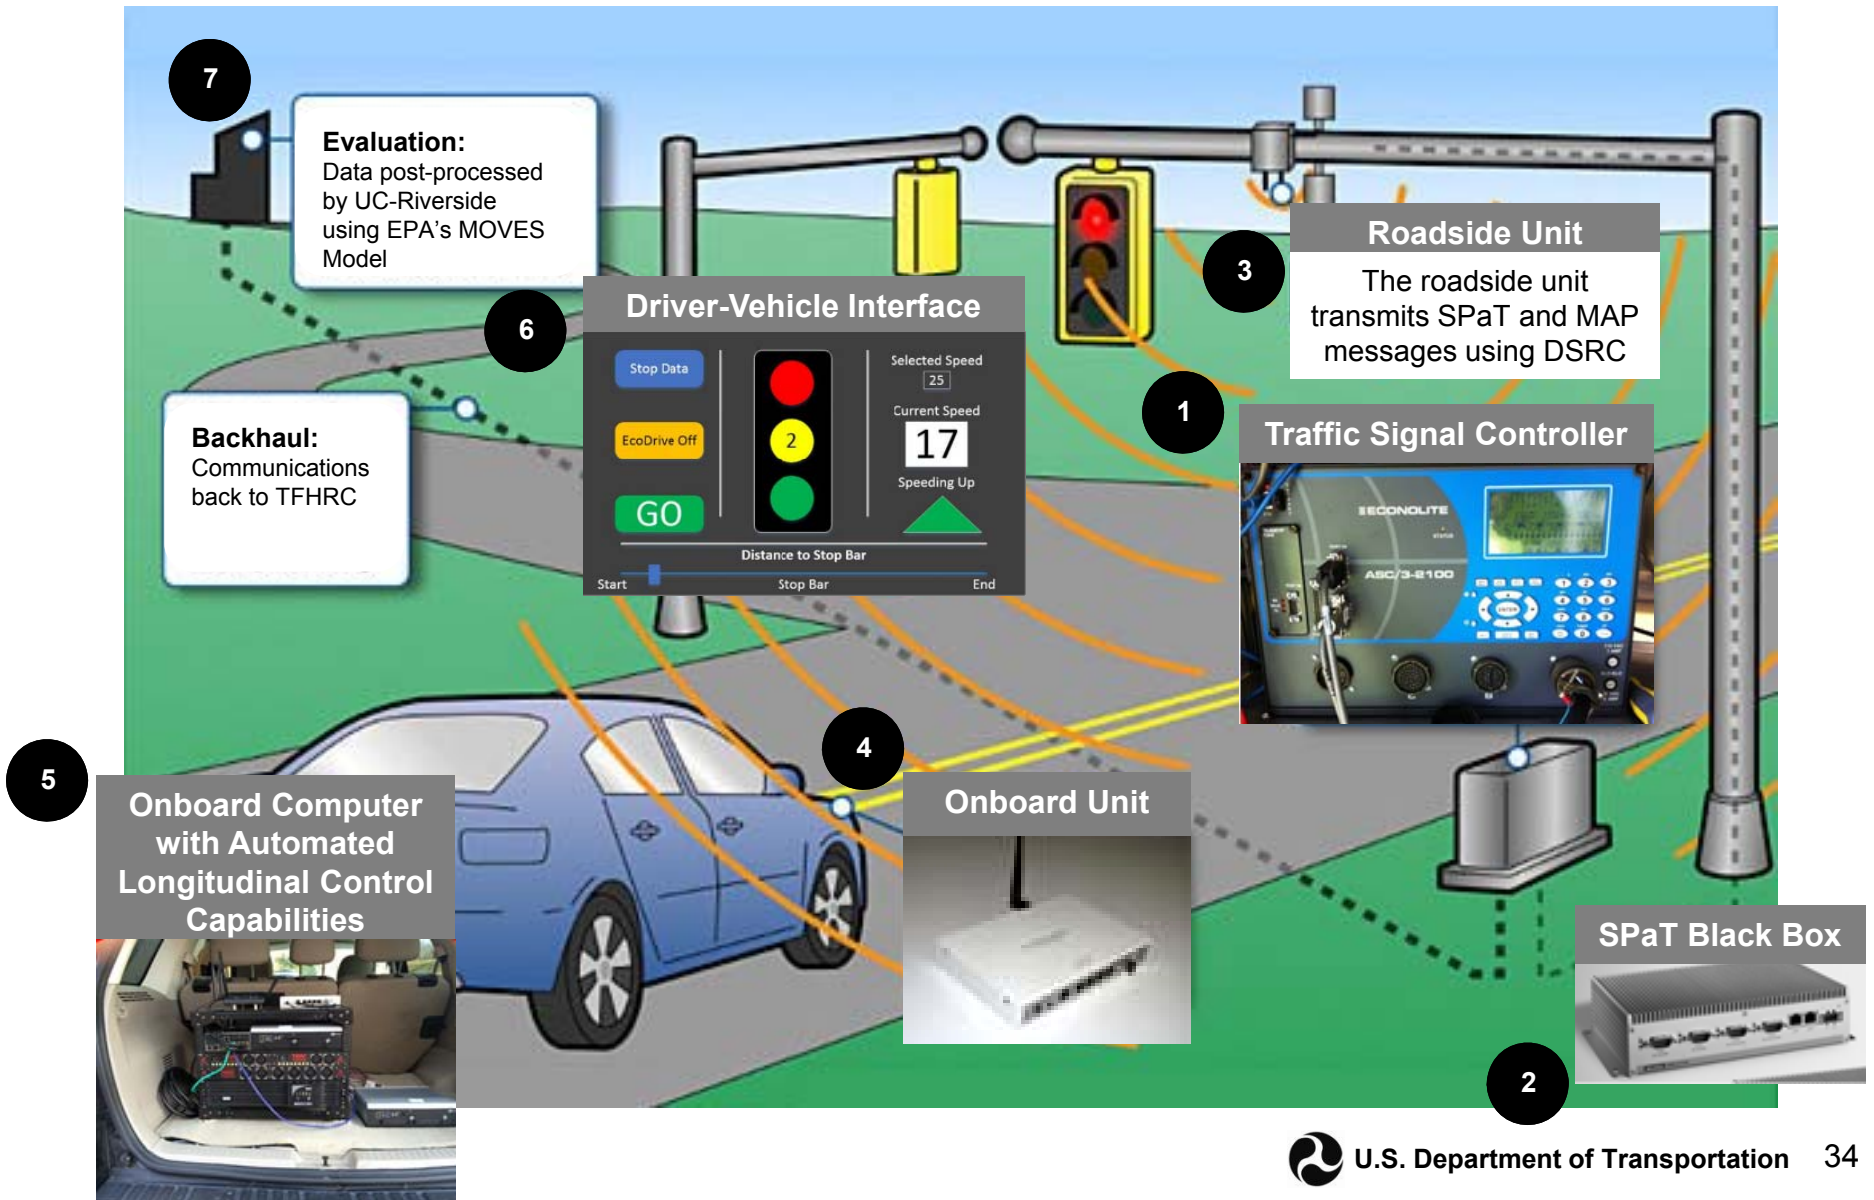 7
Evaluation:
Data post-processed
by UC-Riverside
using EPA's MOVES
Model
Roadside Unit
3
The roadside unit
transmits SPaT and MAP
messages using DSRC
6
Driver-Vehicle Interface
Stop Data
EcoDrive Off
GO
2
Selected Speed
25
Current Speed
17
Speeding Up
Distance to Stop Bar
Start
Stop Bar
End
Backhaul:
Communications
back to TFHRC
1
Traffic Signal Controller
ECONOLITE
ASC/3-2100
ENTER
5
Onboard Computer
with Automated
Longitudinal Control
Capabilities
4
Onboard Unit
SPaT Black Box
2
U.S. Department of Transportation
34